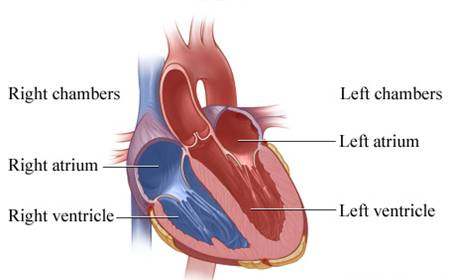 Right chambers
Left chambers
Left atrium
Right atrium
Right ventricle
Left ventricle